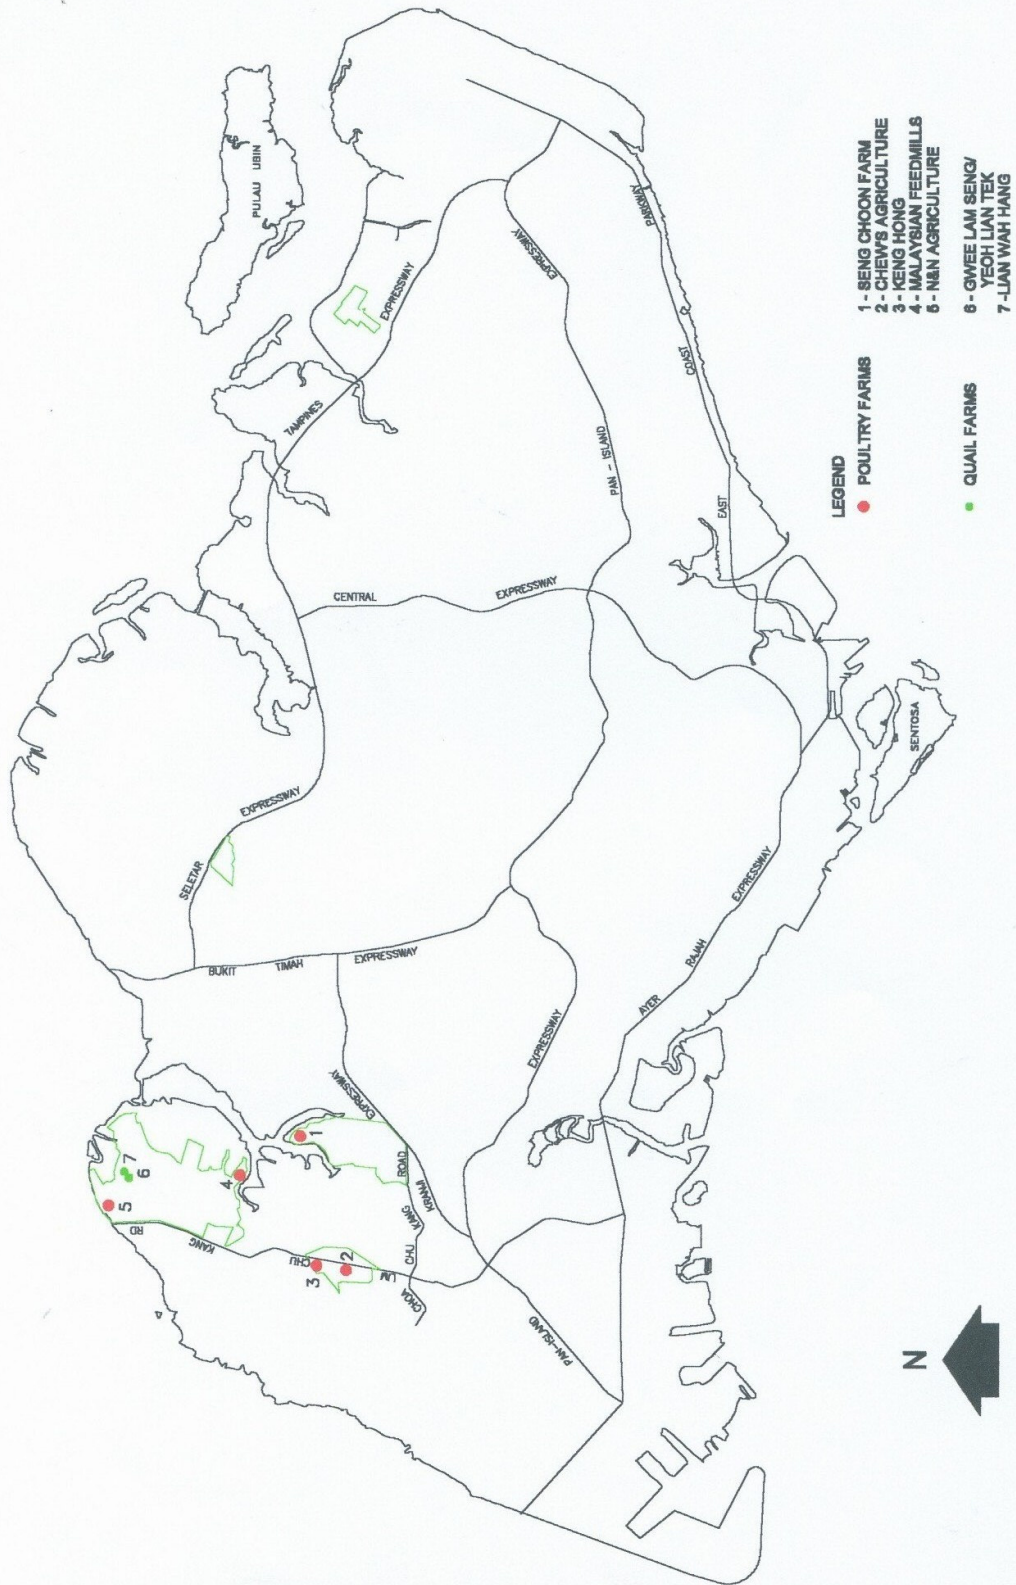 PULAU UBIN
TAMPINES
EXPRESSWAY
EXPRESSWAY
PAN - ISLAND
EAST
COAST
PARKWAY
CENTRAL
EXPRESSWAY
SELETAR
EXPRESSWAY
BUKIT
TIMAH
EXPRESSWAY
KRANJI
EXPRESSWAY
EXPRESSWAY
PAN-ISLAND
AYER
RAJAH
EXPRESSWAY
SENTOSA
LIM
CHU
KANG
RD
CHOA
CHU
KANG
ROAD
1
2
3
4
5
6
7
N
LEGEND
POULTRY FARMS
1 - SENG CHOON FARM
2 - CHEW'S AGRICULTURE
3 - KENG HONG
4 - MALAYSIAN FEEDMILLS
5 - N&N AGRICULTURE
QUAIL FARMS
6 - GWEE LAM SENG/
YEOH LIAN TEK
7 -LIAN WAH HANG